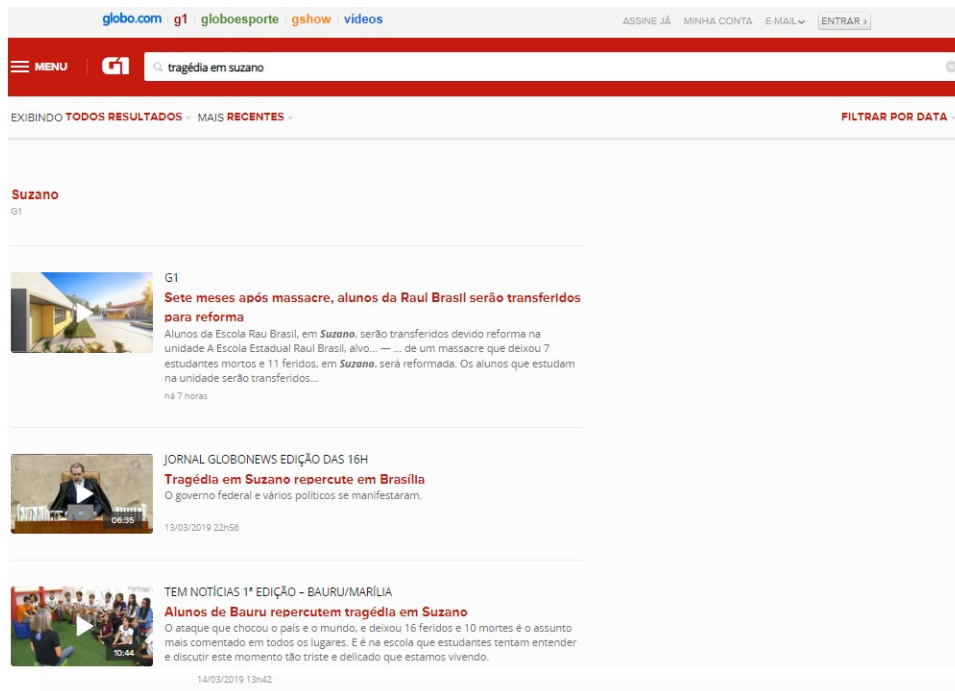 globo.com g1 globoesporte gshow vídeos
ASSINE JÁ MINHA CONTA E-MAIL ENTRAR >
MENU G1 tragédia em suzano
EXIBINDO TODOS RESULTADOS MAIS RECENTES
FILTRAR POR DATA
Suzano
G1
G1
Sete meses após massacre, alunos da Raul Brasil serão transferidos
para reforma
Alunos da Escola Rau Brasil, em Suzano, serão transferidos devido reforma na
unidade A Escola Estadual Raul Brasil, alvo... — ... de um massacre que deixou 7
estudantes mortos e 11 feridos, em Suzano, será reformada. Os alunos que estudam
na unidade serão transferidos...
há 7 horas
JORNAL GLOBONEWS EDIÇÃO DAS 16H
Tragédia em Suzano repercute em Brasília
O governo federal e vários políticos se manifestaram.
06:35
13/03/2019 22h56
TEM NOTÍCIAS 1ª EDIÇÃO – BAURU/MARÍLIA
Alunos de Bauru repercutem tragédia em Suzano
O ataque que chocou o país e o mundo, e deixou 16 feridos e 10 mortes é o assunto
mais comentado em todos os lugares. E é na escola que estudantes tentam entender
e discutir este momento tão triste e delicado que estamos vivendo.
10:44
14/03/2019 13h42